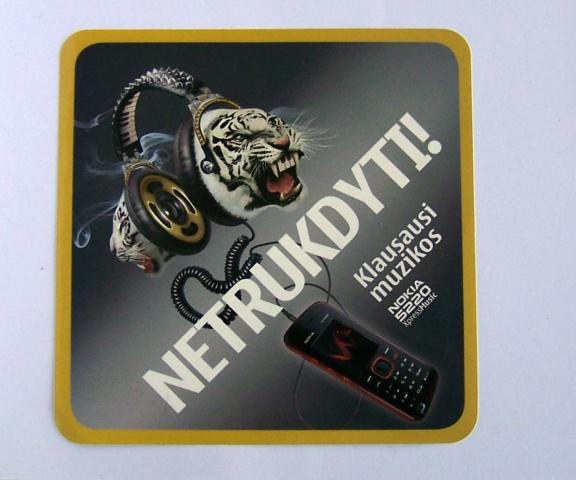 NETRUKDYTI!
Klausausi
muzikos
NOKIA
5220
XpressMusic